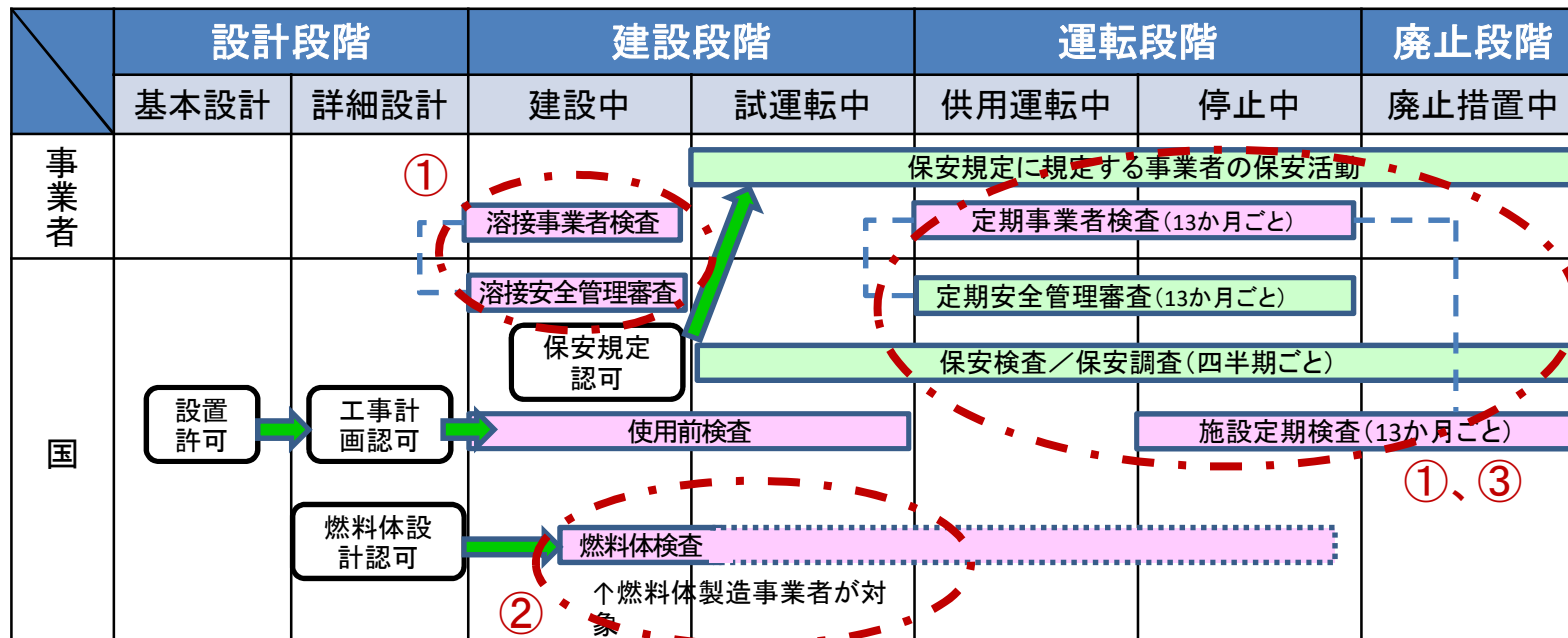 設計段階 建設段階 運転段階 廃止段階
基本設計 詳細設計 建設中 試運転中 供用運転中 停止中 廃止措置中
事業者
保安規定に規定する事業者の保安活動
①
溶接事業者検査
定期事業者検査(13か月ごと)
国
溶接安全管理審査
定期安全管理審査(13か月ごと)
保安規定
認可
保安検査/保安調査(四半期ごと)
設置
許可
工事計
画認可
使用前検査
施設定期検査(13か月ごと)
①、③
燃料体設
計認可
燃料体検査
②
↑燃料体製造事業者が対
象